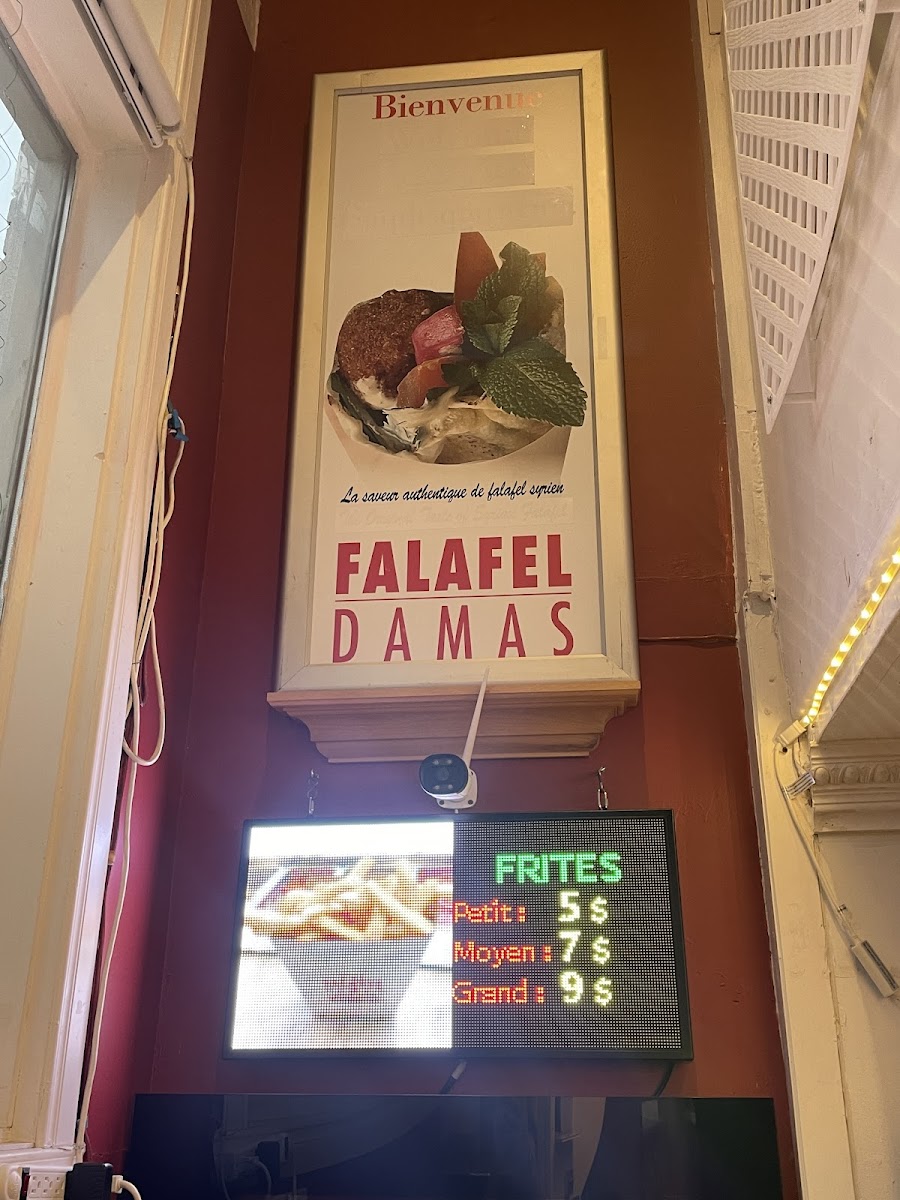 Bienvenue
La saveur authentique de falafel syrien
FALAFEL
DAMAS
FRITES
Petit: 5 $
Moyen : 7 $
Grand : 9 $